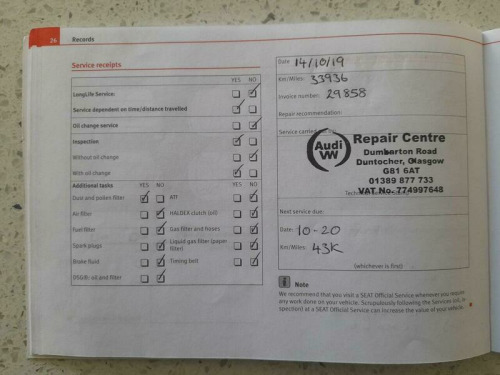 26 Records
Service receipts
YES NO
LongLife Service:
Service dependent on time/distance travelled
Oil change service
Inspection
Without oil change
With oil change
Additional tasks YES NO YES NO
Dust and pollen filter ATF
Air filter HALDEX clutch (oil)
Fuel filter Gas filter and hoses
Spark plugs Liquid gas filter (paper
filter)
Brake fluid Timing belt
DSG®: oil and filter
Date 14/10/19
Km/Miles: 33936
Invoice number: 29858
Repair recommendation:
Service carried out
Audi
VW
Repair Centre
Dumbarton Road
Duntocher, Glasgow
G81 6AT
01389 877 733
VAT No. 774997648
Next service due:
Date: 10-20
Km/Miles: 43K
(whichever is first)
Note
We recommend that you visit a SEAT Official Service whenever you require
any work done on your vehicle. Scrupulously following the Services (oil, in-
spection) at a SEAT Official Service can increase the value of your vehicle.